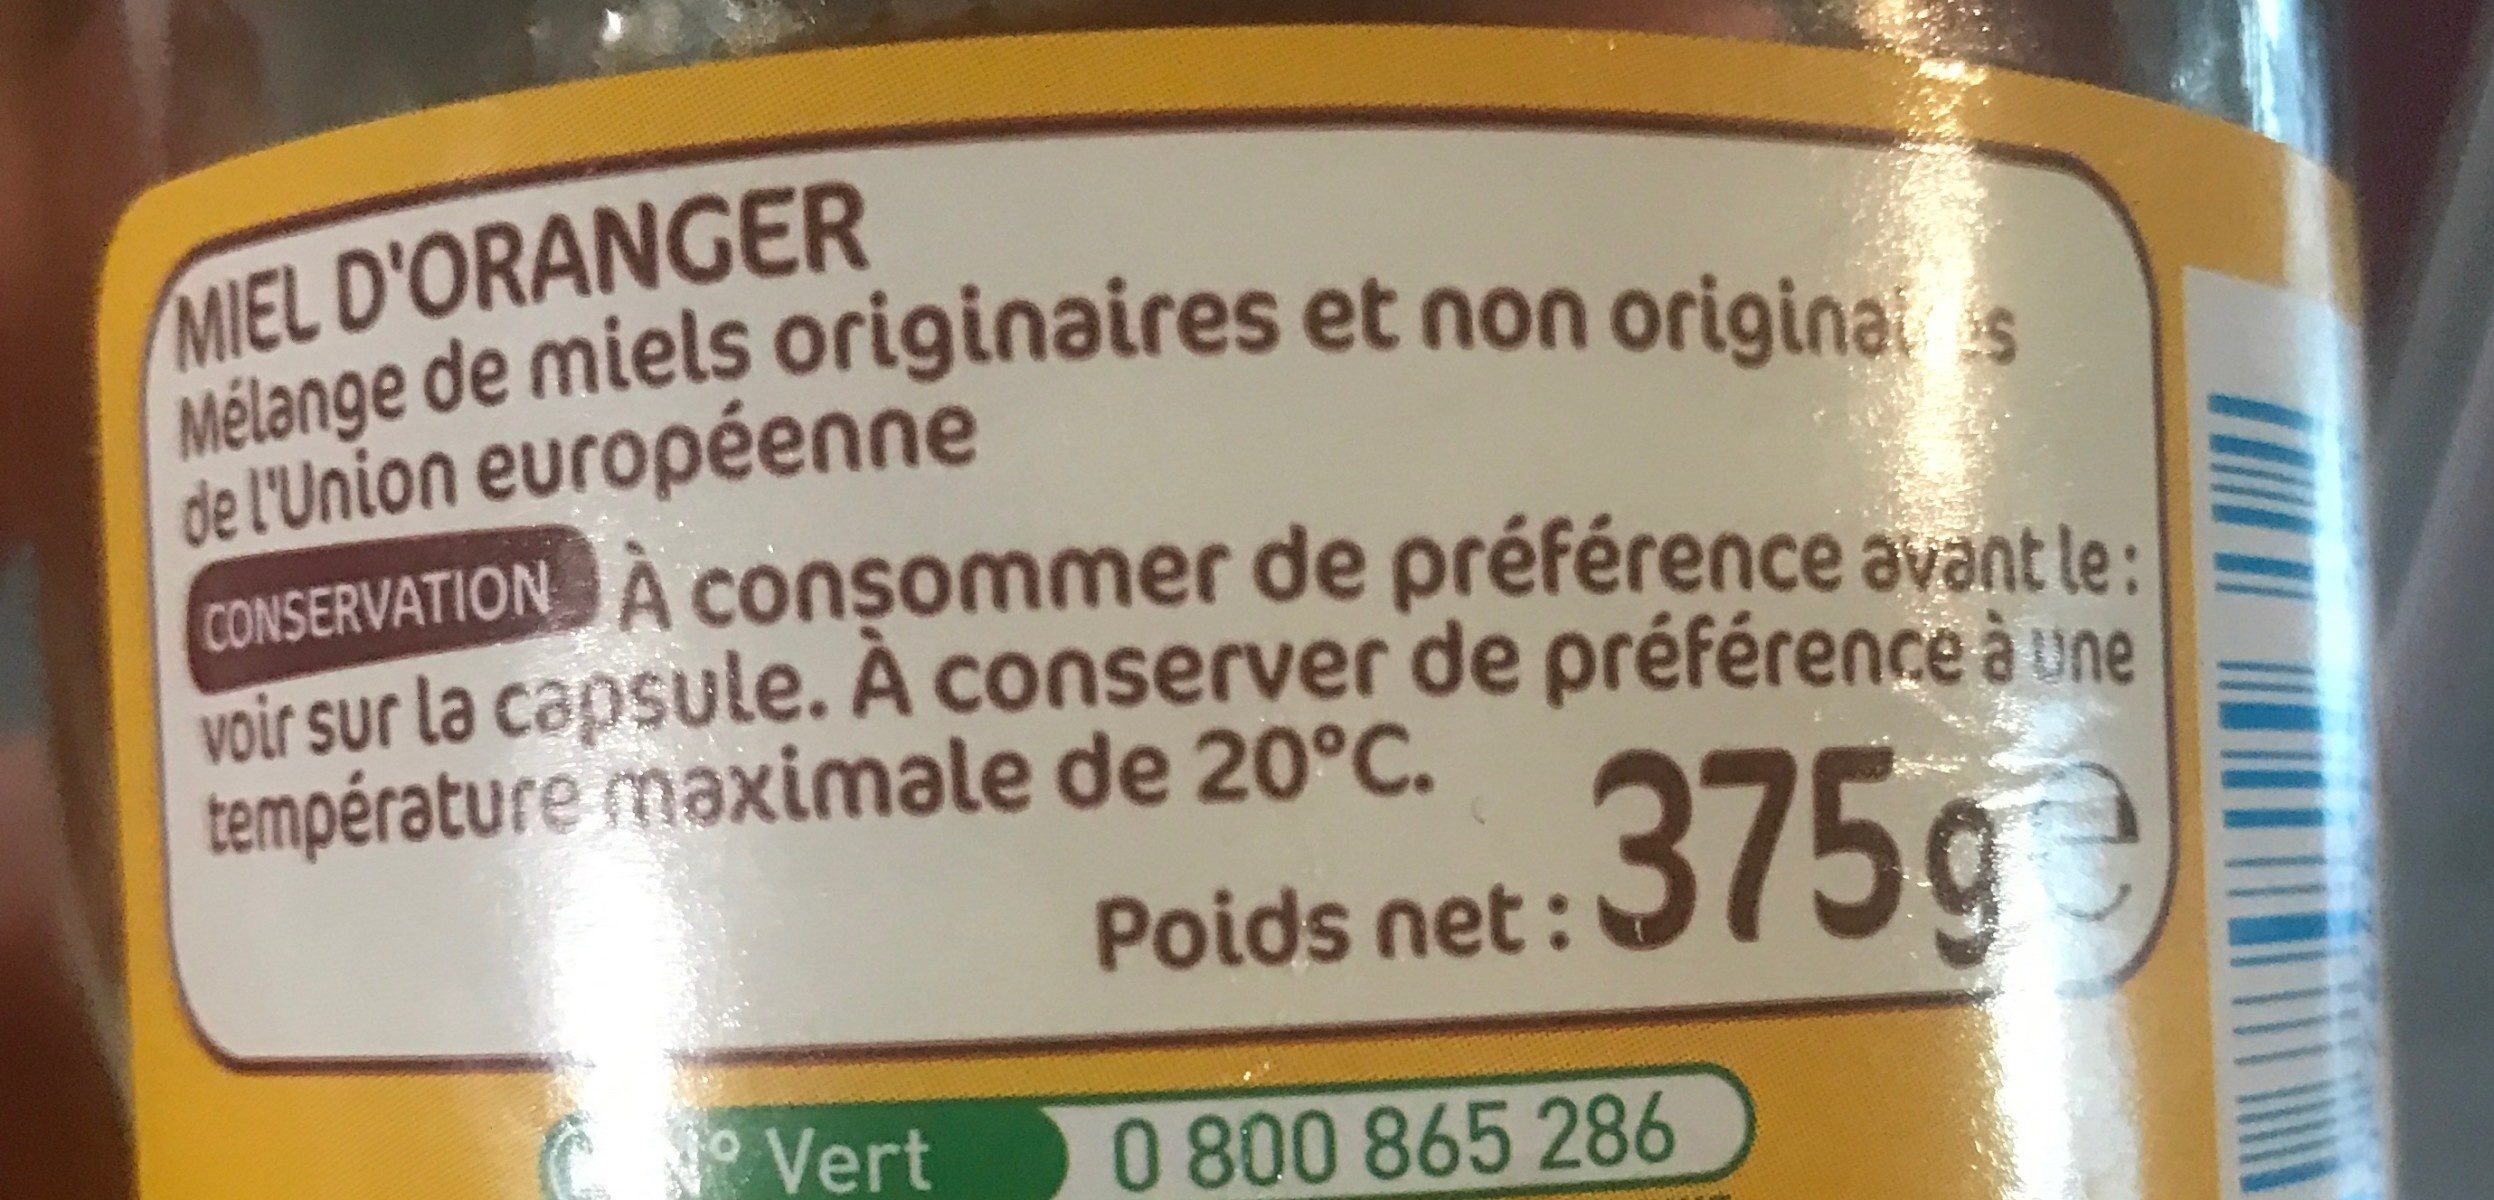 MIEL D'ORANGER
Mélange de miels originaires et non originaires
de l'Union européenne
CONSERVATION À consommer de préférence avant le :
voir sur la capsule. À conserver de préférence à une
température maximale de 20°C.
Poids net : 375g e
N° Vert 0 800 865 286